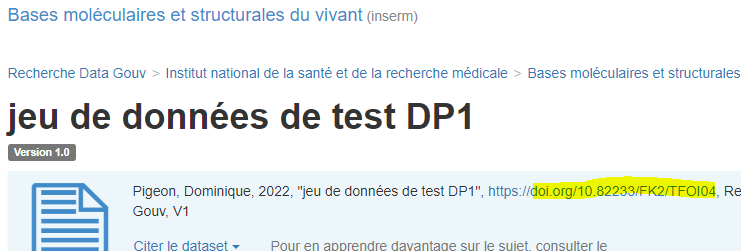 Bases moléculaires et structurales du vivant (inserm)
Recherche Data Gouv > Institut national de la santé et de la recherche médicale > Bases moléculaires et structurales
jeu de données de test DP1
Version 1.0
Pigeon, Dominique, 2022, "jeu de données de test DP1", https://doi.org/10.82233/FK2/TFOI04, Re
Gouv, V1
Citer le dataset
Pour en apprendre davantage sur le sujet, consulter le